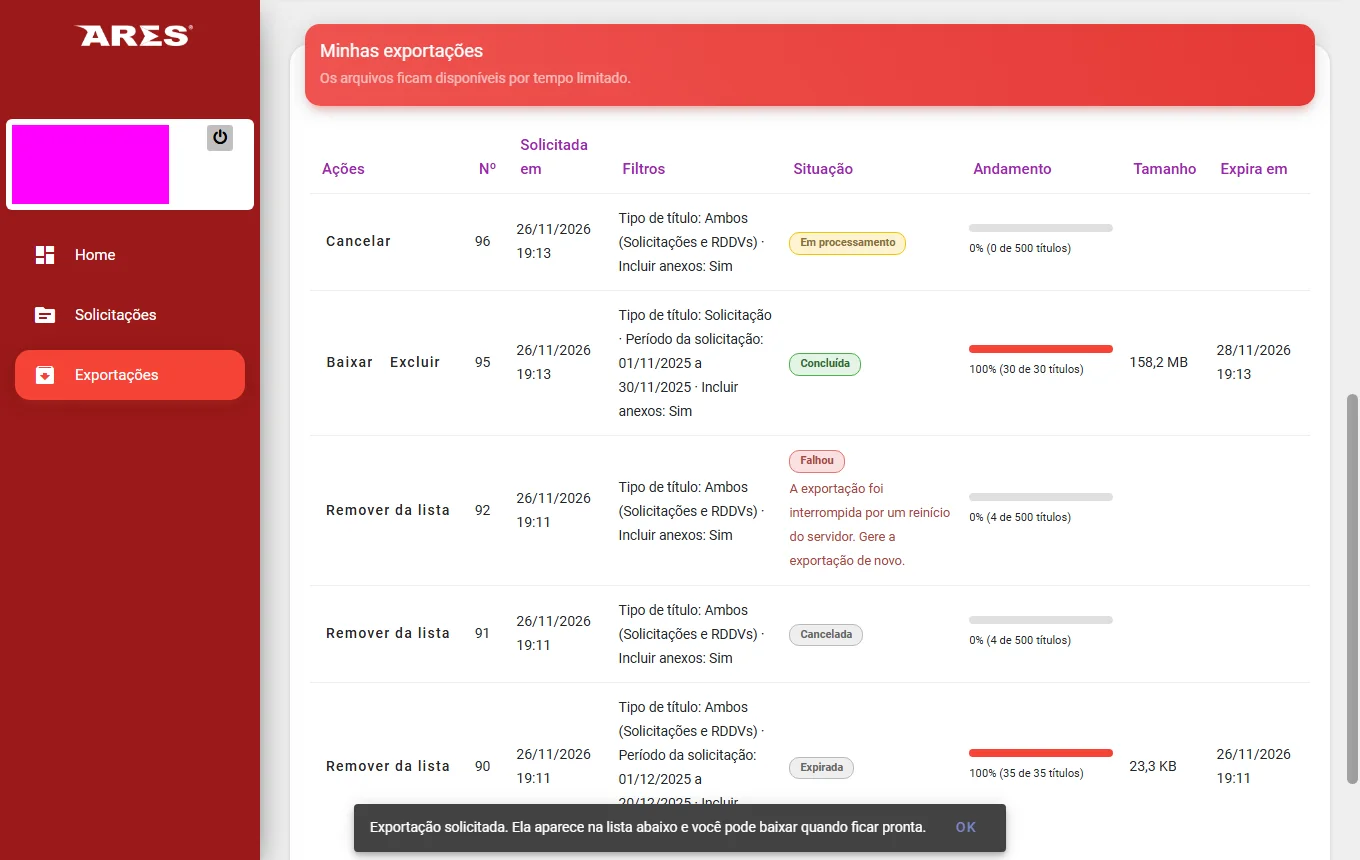 ARES
Minhas exportações
Os arquivos ficam disponíveis por tempo limitado.
Home
Solicitações
Exportações
Ações
Nº
Solicitada
em
Filtros
Situação
Andamento
Tamanho
Expira em
Cancelar
96
26/11/2026
19:13
Tipo de título: Ambos
(Solicitações e RDDVs) ·
Incluir anexos: Sim
Em processamento
0% (0 de 500 títulos)
Baixar Excluir
95
26/11/2026
19:13
Tipo de título: Solicitação
· Período da solicitação:
01/11/2025 a
30/11/2025 · Incluir
anexos: Sim
Concluída
100% (30 de 30 títulos)
158,2 MB
28/11/2026
19:13
Remover da lista
92
26/11/2026
19:11
Tipo de título: Ambos
(Solicitações e RDDVs) ·
Incluir anexos: Sim
Falhou
A exportação foi
interrompida por um reinício
do servidor. Gere a
exportação de novo.
0% (4 de 500 títulos)
Remover da lista
91
26/11/2026
19:11
Tipo de título: Ambos
(Solicitações e RDDVs) ·
Incluir anexos: Sim
Cancelada
0% (4 de 500 títulos)
Remover da lista
90
26/11/2026
19:11
Tipo de título: Ambos
(Solicitações e RDDVs) ·
Período da solicitação:
01/12/2025 a
20/12/2025 · Incluir
Expirada
100% (35 de 35 títulos)
23,3 KB
26/11/2026
19:11
Exportação solicitada. Ela aparece na lista abaixo e você pode baixar quando ficar pronta.
OK